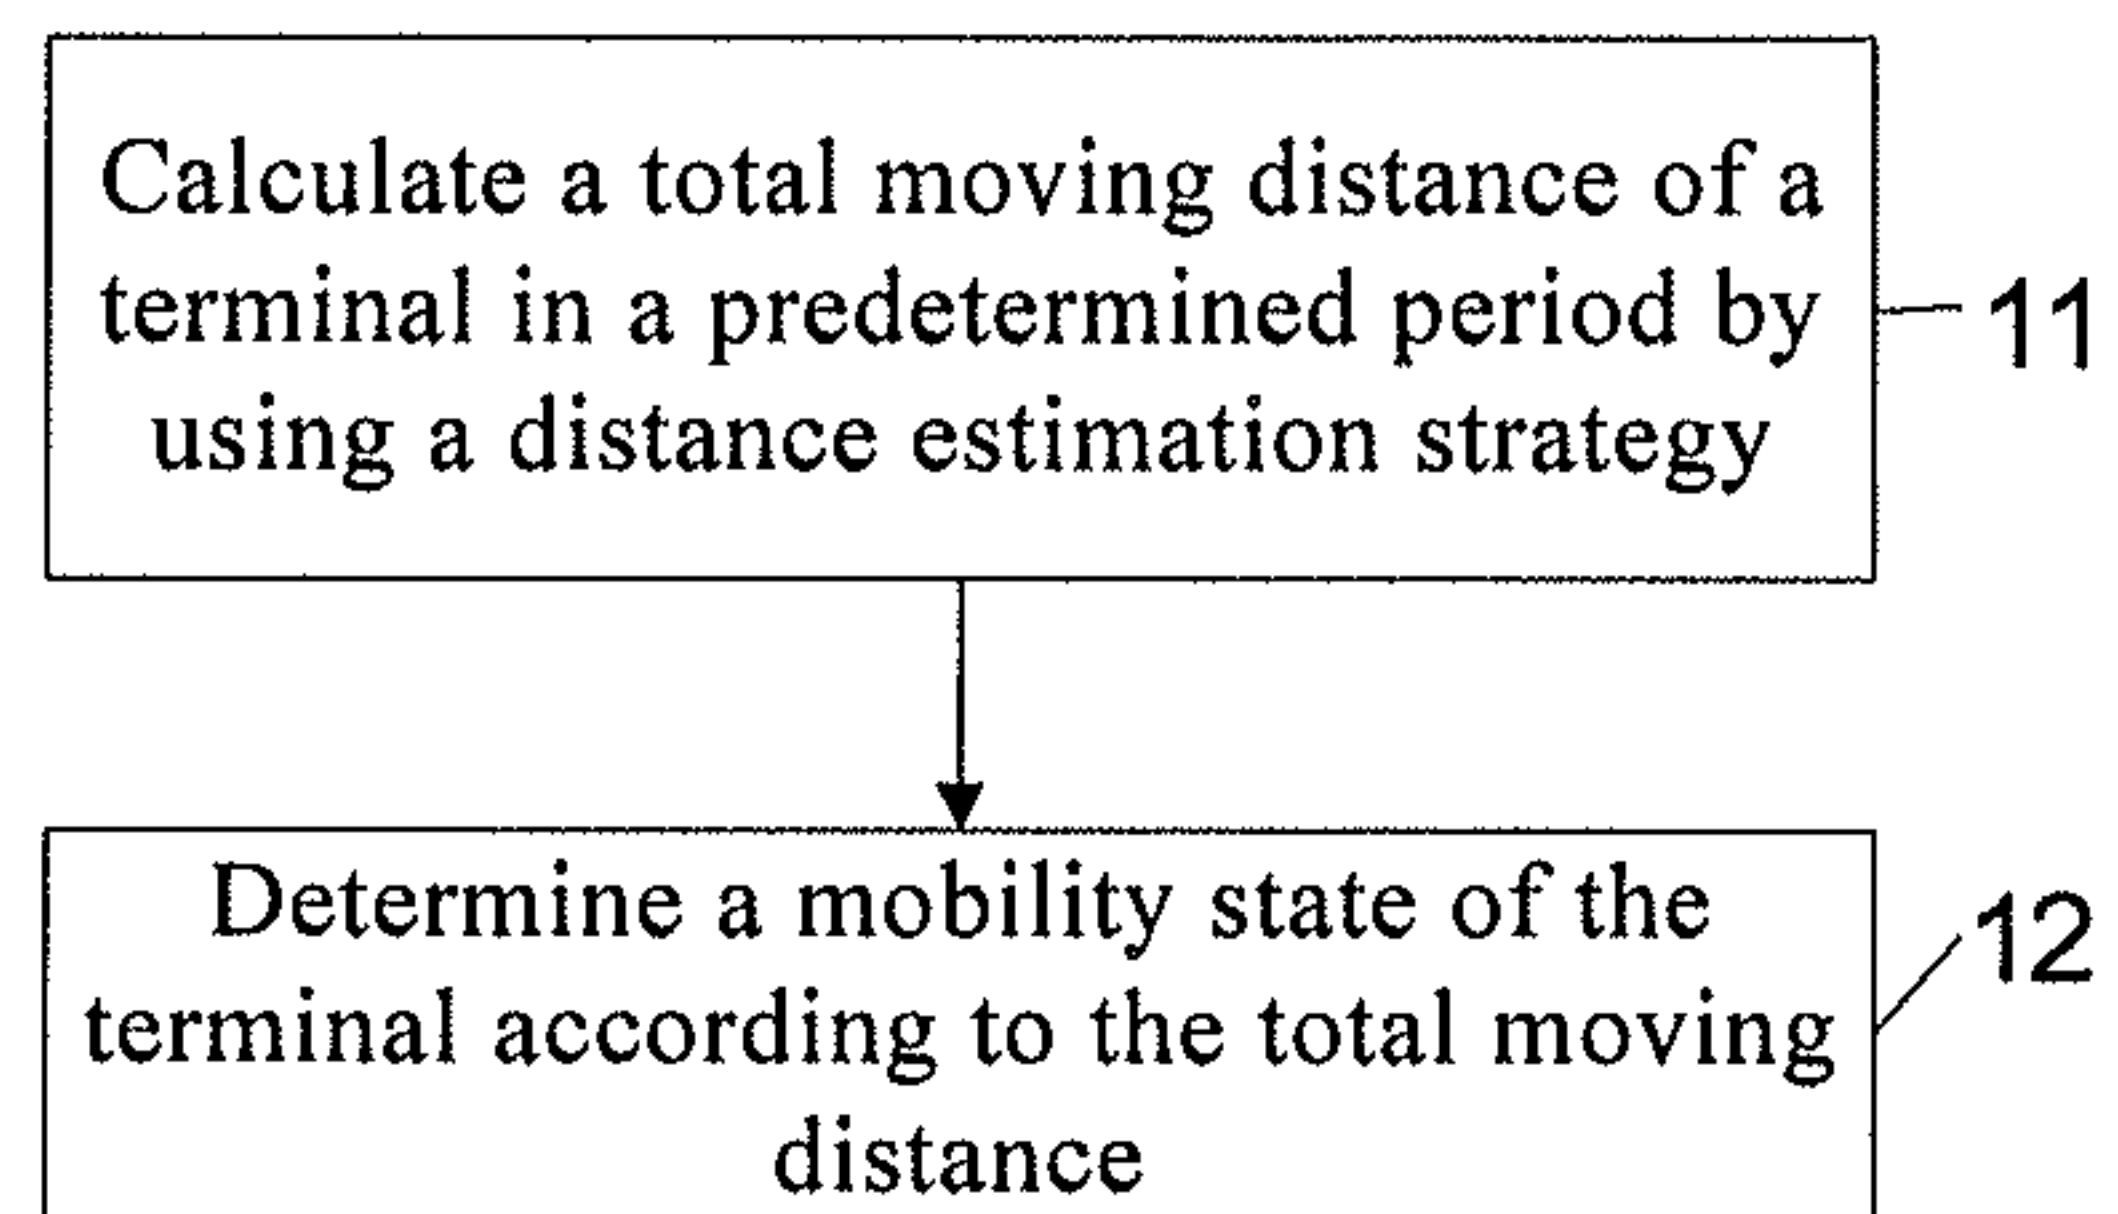 Calculate a total moving distance of a
terminal in a predetermined period by
using a distance estimation strategy
11
Determine a mobility state of the
terminal according to the total moving
distance
12